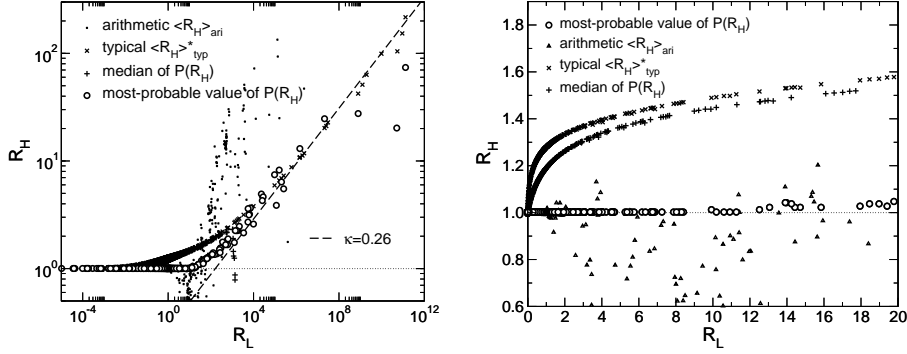 arithmetic <R_H>_ari
typical <R_H>*_typ
median of P(R_H)
most-probable value of P(R_H)*
κ=0.26
R_H
10^2
10^1
10^0
10^-4 10^0 10^4 10^8 10^12
R_L
most-probable value of P(R_H)
arithmetic <R_H>_ari
typical <R_H>*_typ
median of P(R_H)
R_H
1.8
1.6
1.4
1.2
1.0
0.8
0.6
0 2 4 6 8 10 12 14 16 18 20
R_L